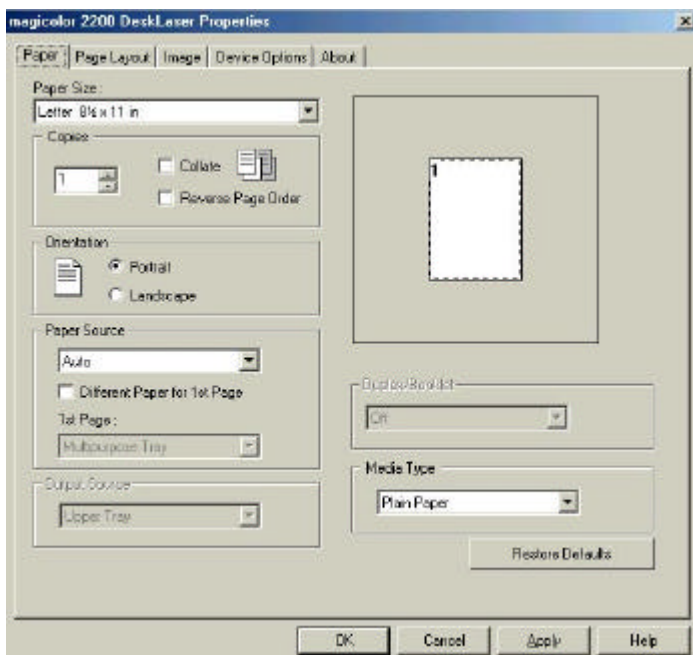 magicolor 2200 DeskLaser Properties
Paper Page Layout Image Device Options About
Paper Size:
Letter 8½ x 11 in
Copies
1
Collate
Reverse Page Order
Orientation
Portrait
Landscape
Paper Source
Auto
Different Paper for 1st Page
1st Page:
Multipurpose Tray
Output Source
Upper Tray
1
Duplex/Booklet
Off
Media Type
Plain Paper
Restore Defaults
OK Cancel Apply Help